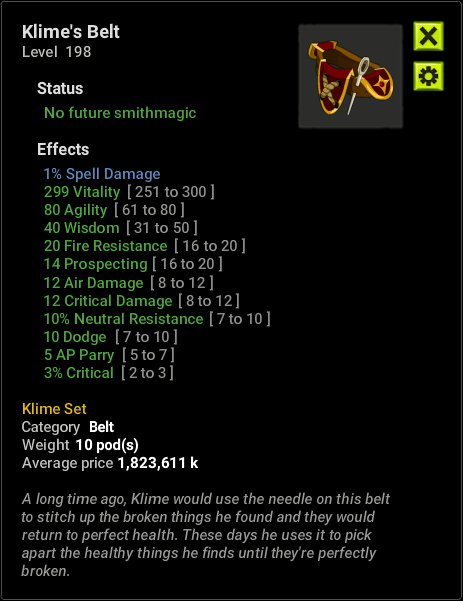 Klime's Belt
Level 198
Status
No future smithmagic
Effects
1% Spell Damage
299 Vitality [ 251 to 300 ]
80 Agility [ 61 to 80 ]
40 Wisdom [ 31 to 50 ]
20 Fire Resistance [ 16 to 20 ]
14 Prospecting [ 16 to 20 ]
12 Air Damage [ 8 to 12 ]
12 Critical Damage [ 8 to 12 ]
10% Neutral Resistance [ 7 to 10 ]
10 Dodge [ 7 to 10 ]
5 AP Parry [ 5 to 7 ]
3% Critical [ 2 to 3 ]
Klime Set
Category Belt
Weight 10 pod(s)
Average price 1,823,611 k
A long time ago, Klime would use the needle on this belt
to stitch up the broken things he found and they would
return to perfect health. These days he uses it to pick
apart the healthy things he finds until they're perfectly
broken.